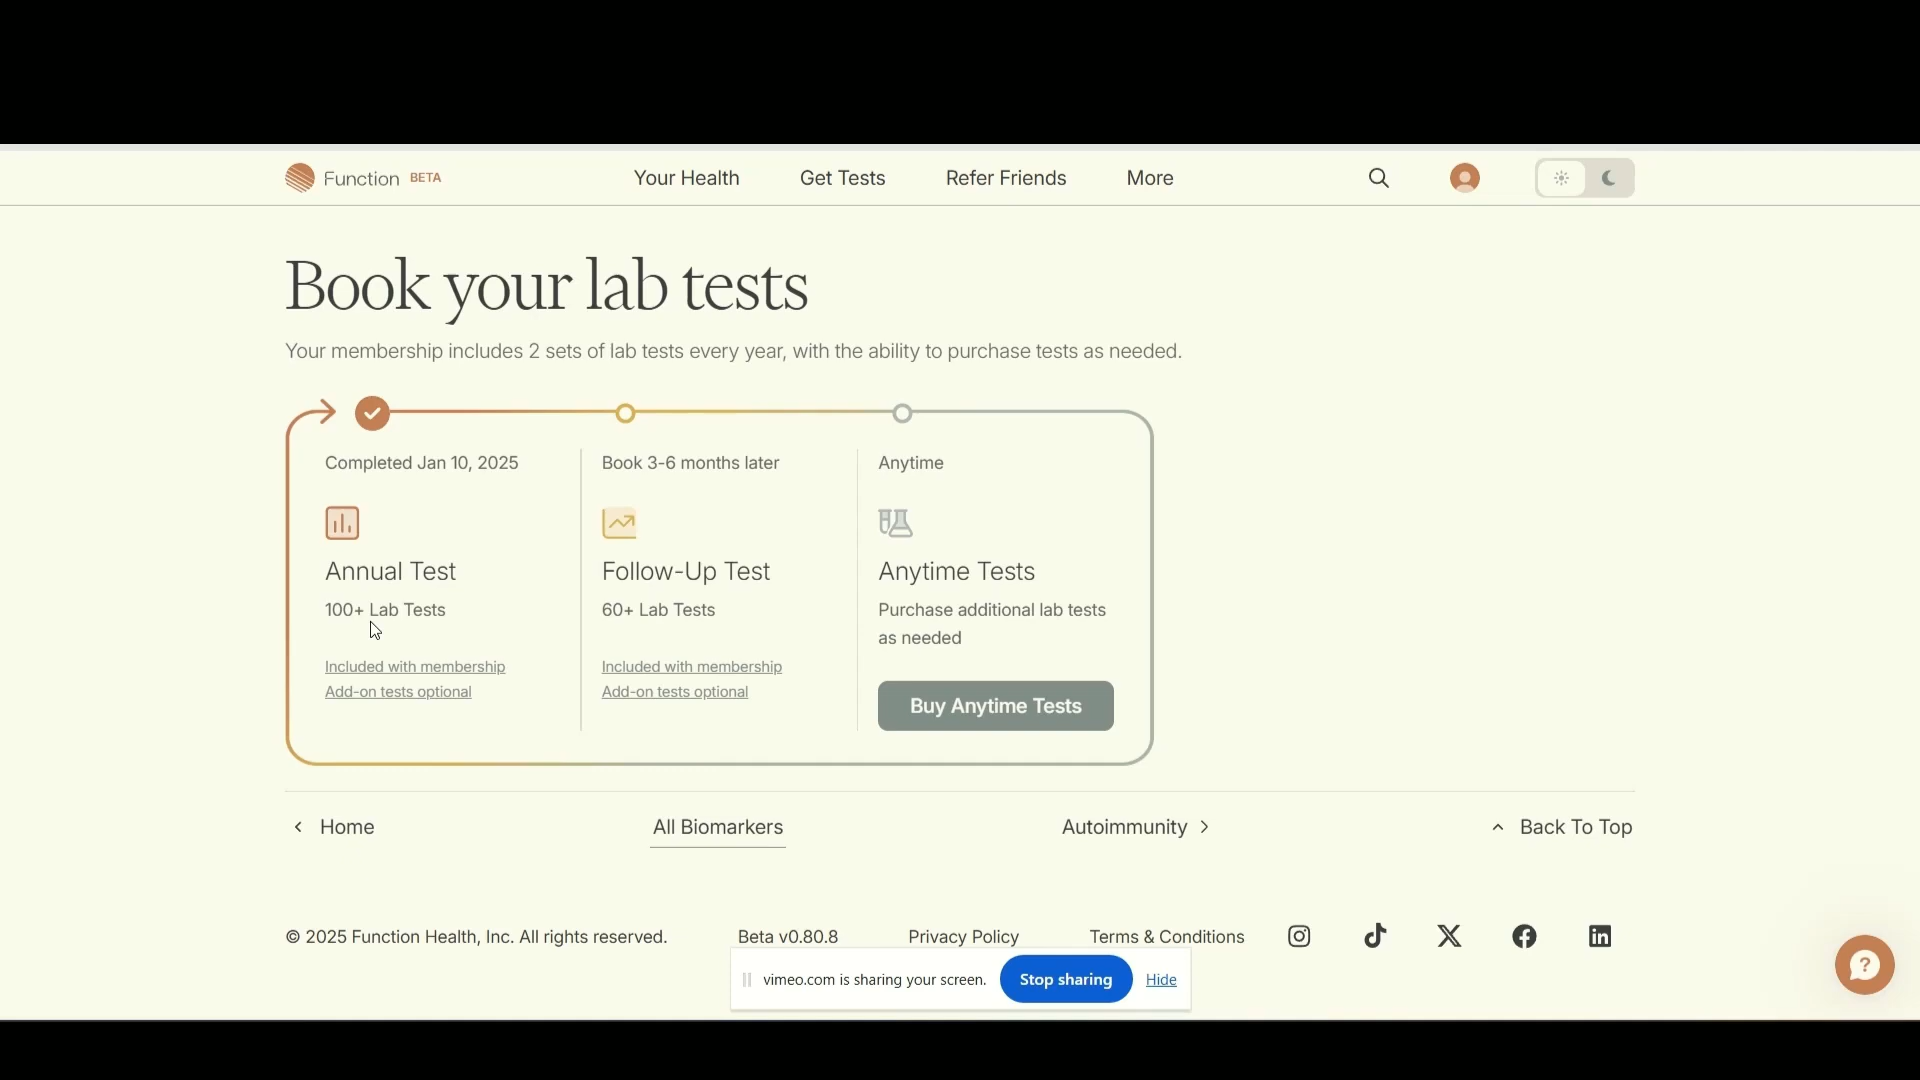 Function BETA
Your Health
Get Tests
Refer Friends
More
Book your lab tests
Your membership includes 2 sets of lab tests every year, with the ability to purchase tests as needed.
Completed Jan 10, 2025
Annual Test
100+ Lab Tests
Included with membership
Add-on tests optional
Book 3-6 months later
Follow-Up Test
60+ Lab Tests
Included with membership
Add-on tests optional
Anytime
Anytime Tests
Purchase additional lab tests
as needed
Buy Anytime Tests
Home
All Biomarkers
Autoimmunity
Back To Top
© 2025 Function Health, Inc. All rights reserved.
Beta v0.80.8
Privacy Policy
Terms & Conditions
vimeo.com is sharing your screen.
Stop sharing
Hide